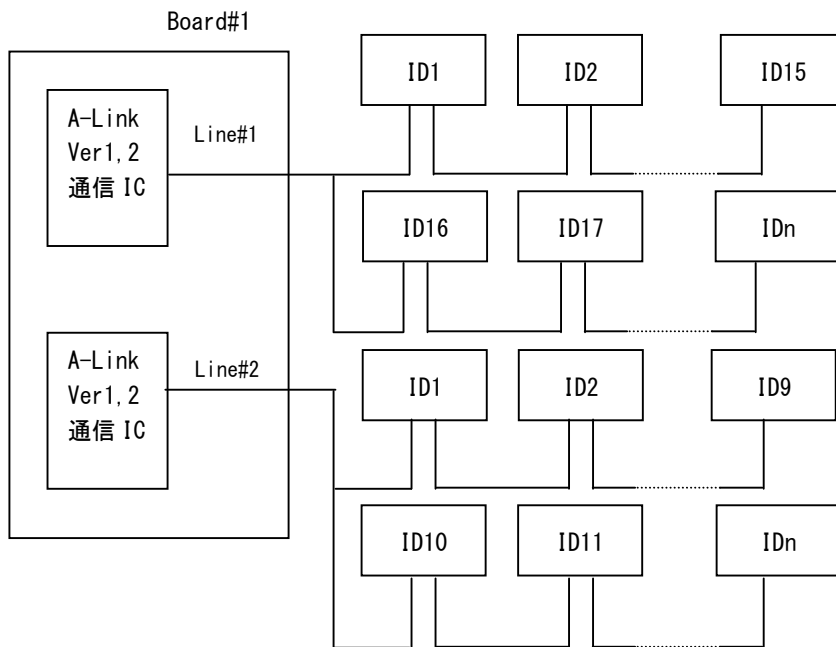 Board#1
A-Link
Ver1,2
通信 IC
Line#1
ID1
ID2
ID15
ID16
ID17
IDn
A-Link
Ver1,2
通信 IC
Line#2
ID1
ID2
ID9
ID10
ID11
IDn